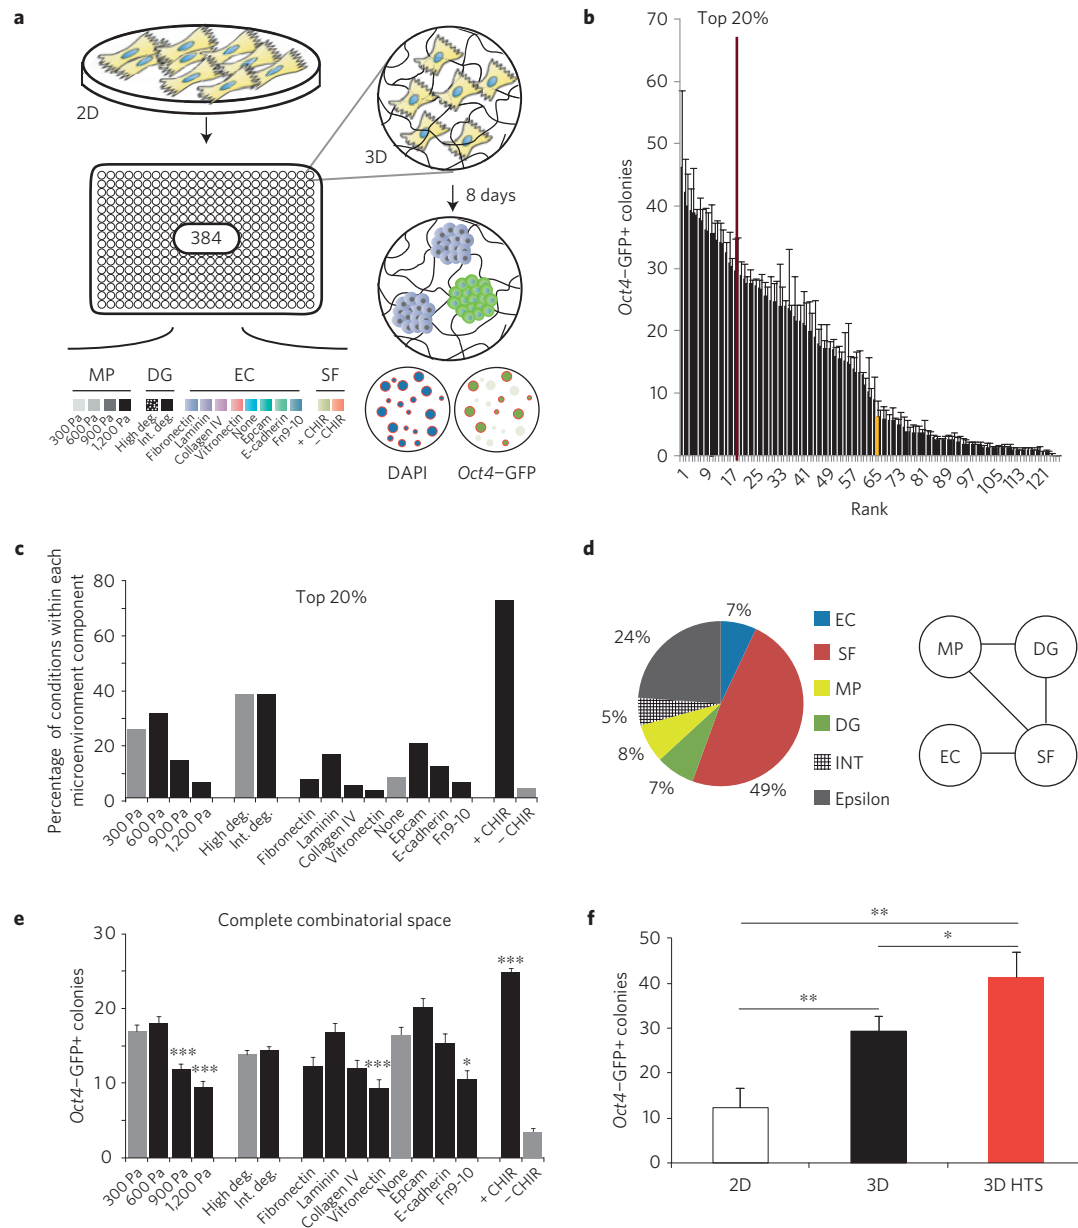 a
2D
3D
8 days
384
MP DG EC SF
300 Pa
600 Pa
900 Pa
1,200 Pa
High deg.
Int. deg.
Fibronectin
Laminin
Collagen IV
Vitronectin
None
Epcam
E-cadherin
Fn9-10
+ CHIR
− CHIR
DAPI
Oct4−GFP
b
Top 20%
Oct4−GFP+ colonies
70
60
50
40
30
20
10
0
1 9 17 25 33 41 49 57 65 73 81 89 97 105 113 121
Rank
c
Percentage of conditions within each
microenvironment component
Top 20%
80
60
40
20
0
300 Pa
600 Pa
900 Pa
1,200 Pa
High deg.
Int. deg.
Fibronectin
Laminin
Collagen IV
Vitronectin
None
Epcam
E-cadherin
Fn9-10
+ CHIR
− CHIR
d
7%
24%
5%
8%
7%
49%
EC
SF
MP
DG
INT
Epsilon
MP DG
EC SF
e
Complete combinatorial space
Oct4−GFP+ colonies
30
20
10
0
*** *** *** * ***
300 Pa
600 Pa
900 Pa
1,200 Pa
High deg.
Int. deg.
Fibronectin
Laminin
Collagen IV
Vitronectin
None
Epcam
E-cadherin
Fn9-10
+ CHIR
− CHIR
f
Oct4−GFP+ colonies
50
40
30
20
10
0
**
*
**
2D 3D 3D HTS